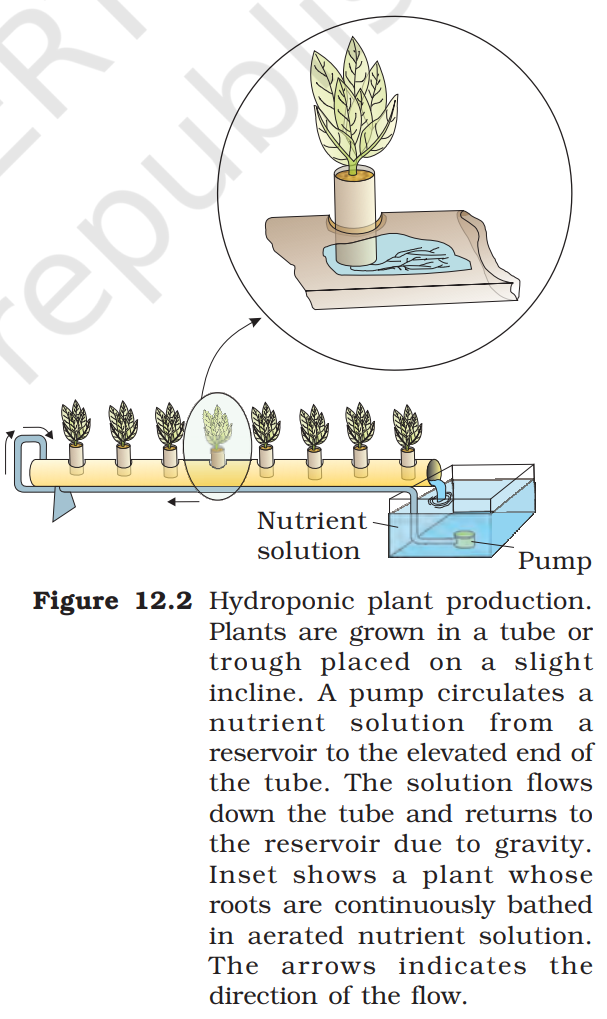 Nutrient
solution
Pump
Figure 12.2 Hydroponic plant production.
Plants are grown in a tube or
trough placed on a slight
incline. A pump circulates a
nutrient solution from a
reservoir to the elevated end of
the tube. The solution flows
down the tube and returns to
the reservoir due to gravity.
Inset shows a plant whose
roots are continuously bathed
in aerated nutrient solution.
The arrows indicates the
direction of the flow.